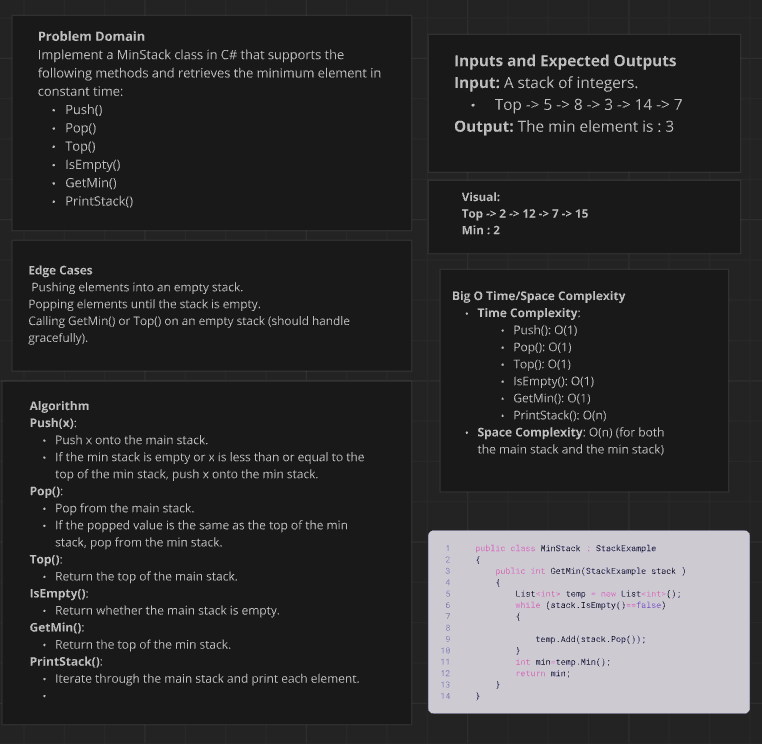 Problem Domain
Implement a MinStack class in C# that supports the
following methods and retrieves the minimum element in
constant time:
• Push()
• Pop()
• Top()
• IsEmpty()
• GetMin()
• PrintStack()
Edge Cases
Pushing elements into an empty stack.
Popping elements until the stack is empty.
Calling GetMin() or Top() on an empty stack (should handle
gracefully).
Algorithm
Push(x):
• Push x onto the main stack.
• If the min stack is empty or x is less than or equal to the
top of the min stack, push x onto the min stack.
Pop():
• Pop from the main stack.
• If the popped value is the same as the top of the min
stack, pop from the min stack.
Top():
• Return the top of the main stack.
IsEmpty():
• Return whether the main stack is empty.
GetMin():
• Return the top of the min stack.
PrintStack():
• Iterate through the main stack and print each element.
•
Inputs and Expected Outputs
Input: A stack of integers.
• Top -> 5 -> 8 -> 3 -> 14 -> 7
Output: The min element is : 3
Visual:
Top -> 2 -> 12 -> 7 -> 15
Min : 2
Big O Time/Space Complexity
• Time Complexity:
• Push(): O(1)
• Pop(): O(1)
• Top(): O(1)
• IsEmpty(): O(1)
• GetMin(): O(1)
• PrintStack(): O(n)
• Space Complexity: O(n) (for both
the main stack and the min stack)
1 public class MinStack : StackExample
2 {
3 public int GetMin(StackExample stack )
4 {
5 List<int> temp = new List<int>();
6 while (stack.IsEmpty()==false)
7 {
8
9 temp.Add(stack.Pop());
10 }
11 int min=temp.Min();
12 return min;
13 }
14 }